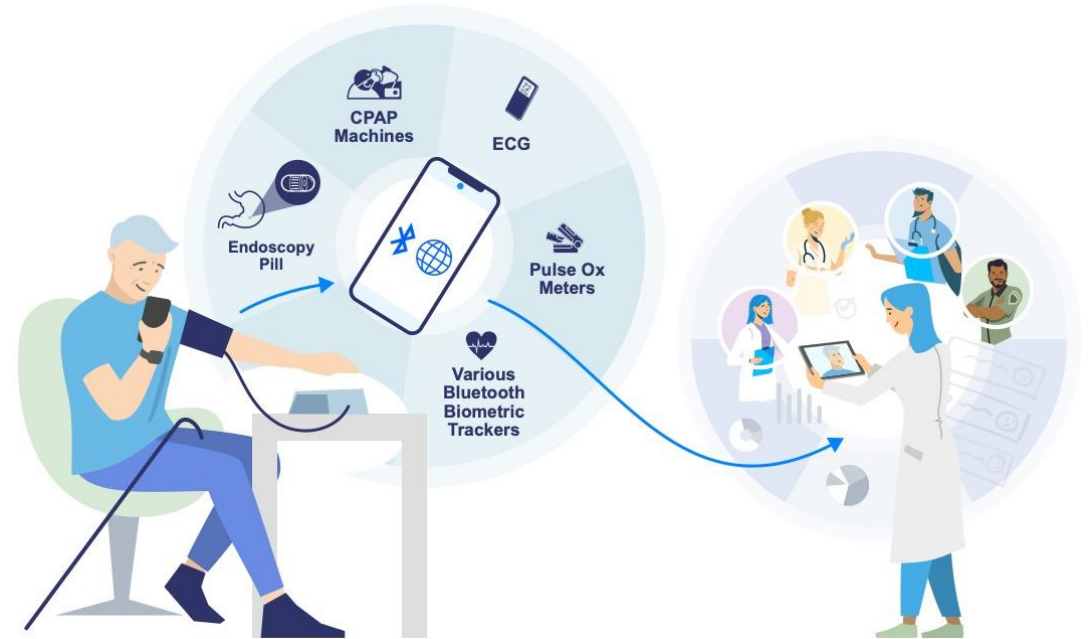 CPAP
Machines
ECG
Endoscopy
Pill
Pulse Ox
Meters
Various
Bluetooth
Biometric
Trackers